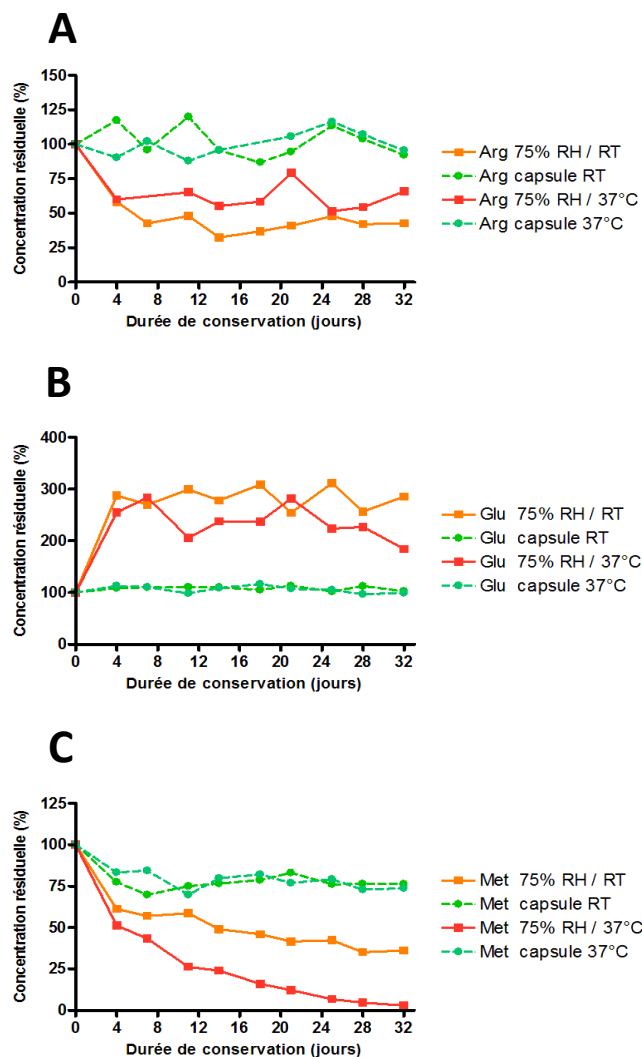 A
Concentration résiduelle (%)
150
125
100
75
50
25
0
0 4 8 12 16 20 24 28 32
Durée de conservation (jours)
Arg 75% RH / RT
Arg capsule RT
Arg 75% RH / 37°C
Arg capsule 37°C
B
Concentration résiduelle (%)
400
300
200
100
0
0 4 8 12 16 20 24 28 32
Durée de conservation (jours)
Glu 75% RH / RT
Glu capsule RT
Glu 75% RH / 37°C
Glu capsule 37°C
C
Concentration résiduelle (%)
125
100
75
50
25
0
0 4 8 12 16 20 24 28 32
Durée de conservation (jours)
Met 75% RH / RT
Met capsule RT
Met 75% RH / 37°C
Met capsule 37°C